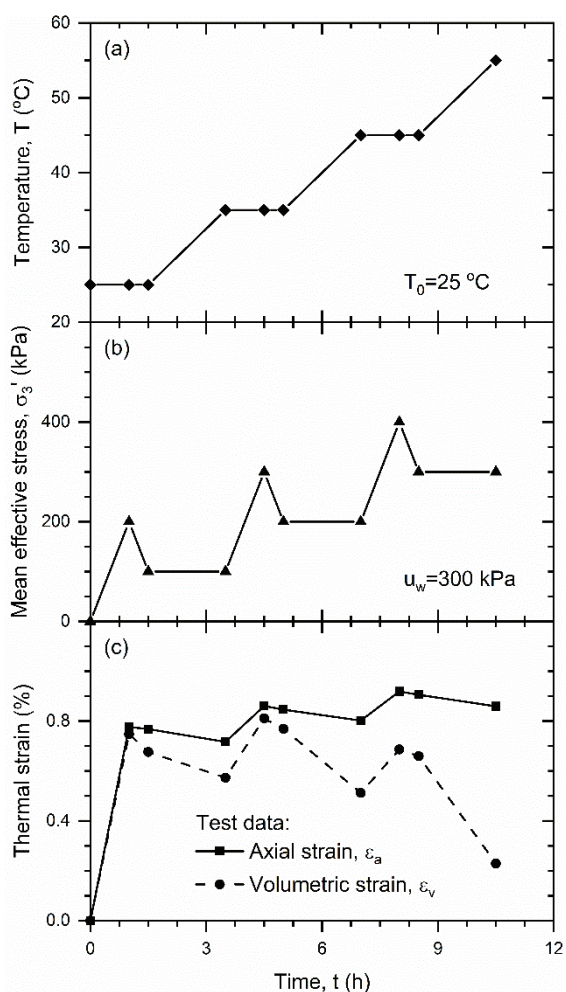 (a)
Temperature, T (ºC)
60
50
40
30
20
T₀=25 ºC
(b)
Mean effective stress, σ₃' (kPa)
400
200
0
u_w=300 kPa
(c)
Thermal strain (%)
0.8
0.4
0.0
Test data:
Axial strain, ε_a
Volumetric strain, ε_v
0 3 6 9 12
Time, t (h)